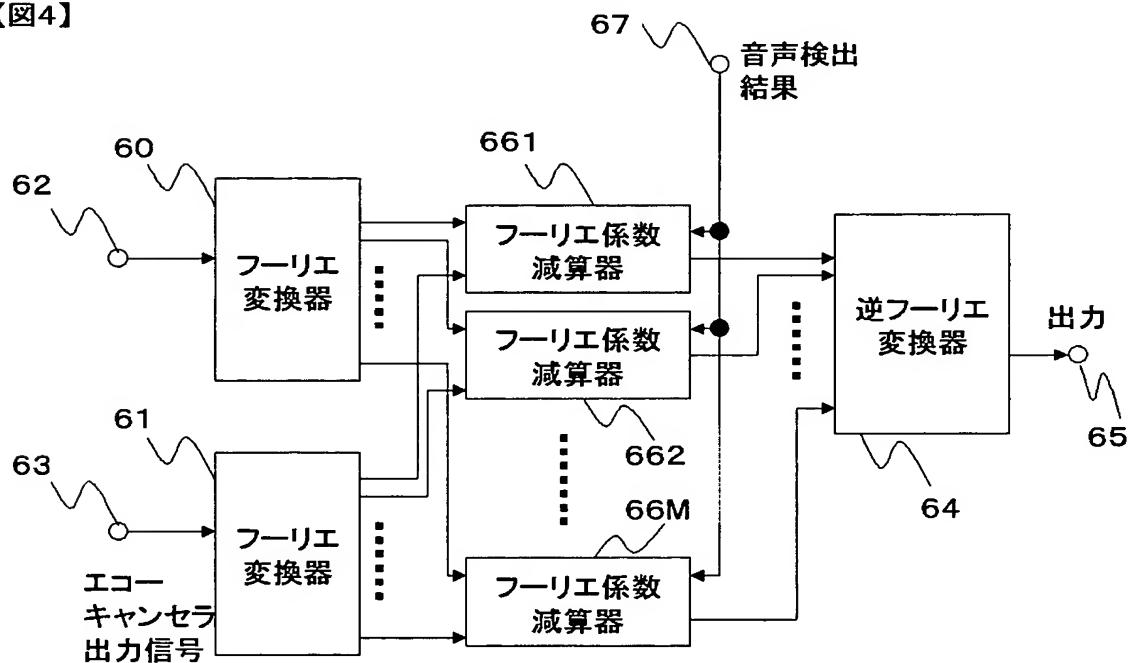 【図4】
67
音声検出
結果
60
661
62
フーリエ
変換器
フーリエ係数
減算器
フーリエ係数
減算器
逆フーリエ
変換器
出力
65
61
662
64
63
66M
フーリエ
変換器
フーリエ係数
減算器
エコー
キャンセラ
出力信号